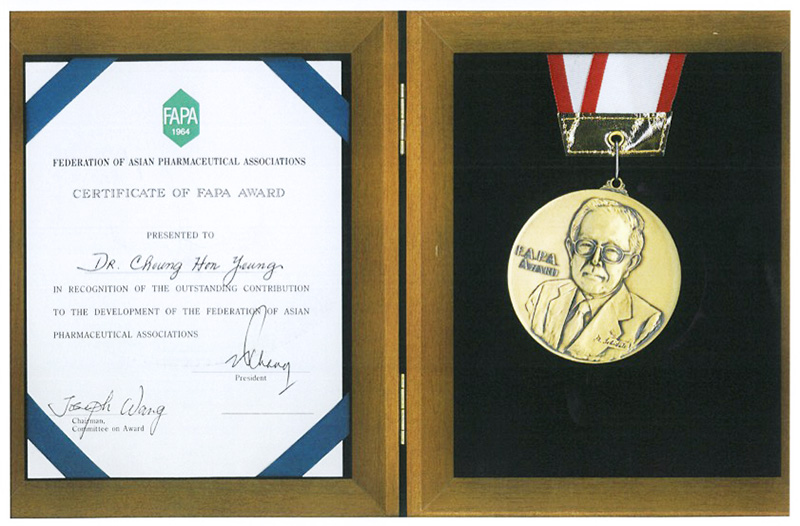 FAPA
1964
FEDERATION OF ASIAN PHARMACEUTICAL ASSOCIATIONS
CERTIFICATE OF FAPA AWARD
PRESENTED TO
Dr. Cheung Hon Yeung
IN RECOGNITION OF THE OUTSTANDING CONTRIBUTION
TO THE DEVELOPMENT OF THE FEDERATION OF ASIAN
PHARMACEUTICAL ASSOCIATIONS
President
Joseph Wang
Chairman,
Committee on Award
F.A.P.A.
AWARD